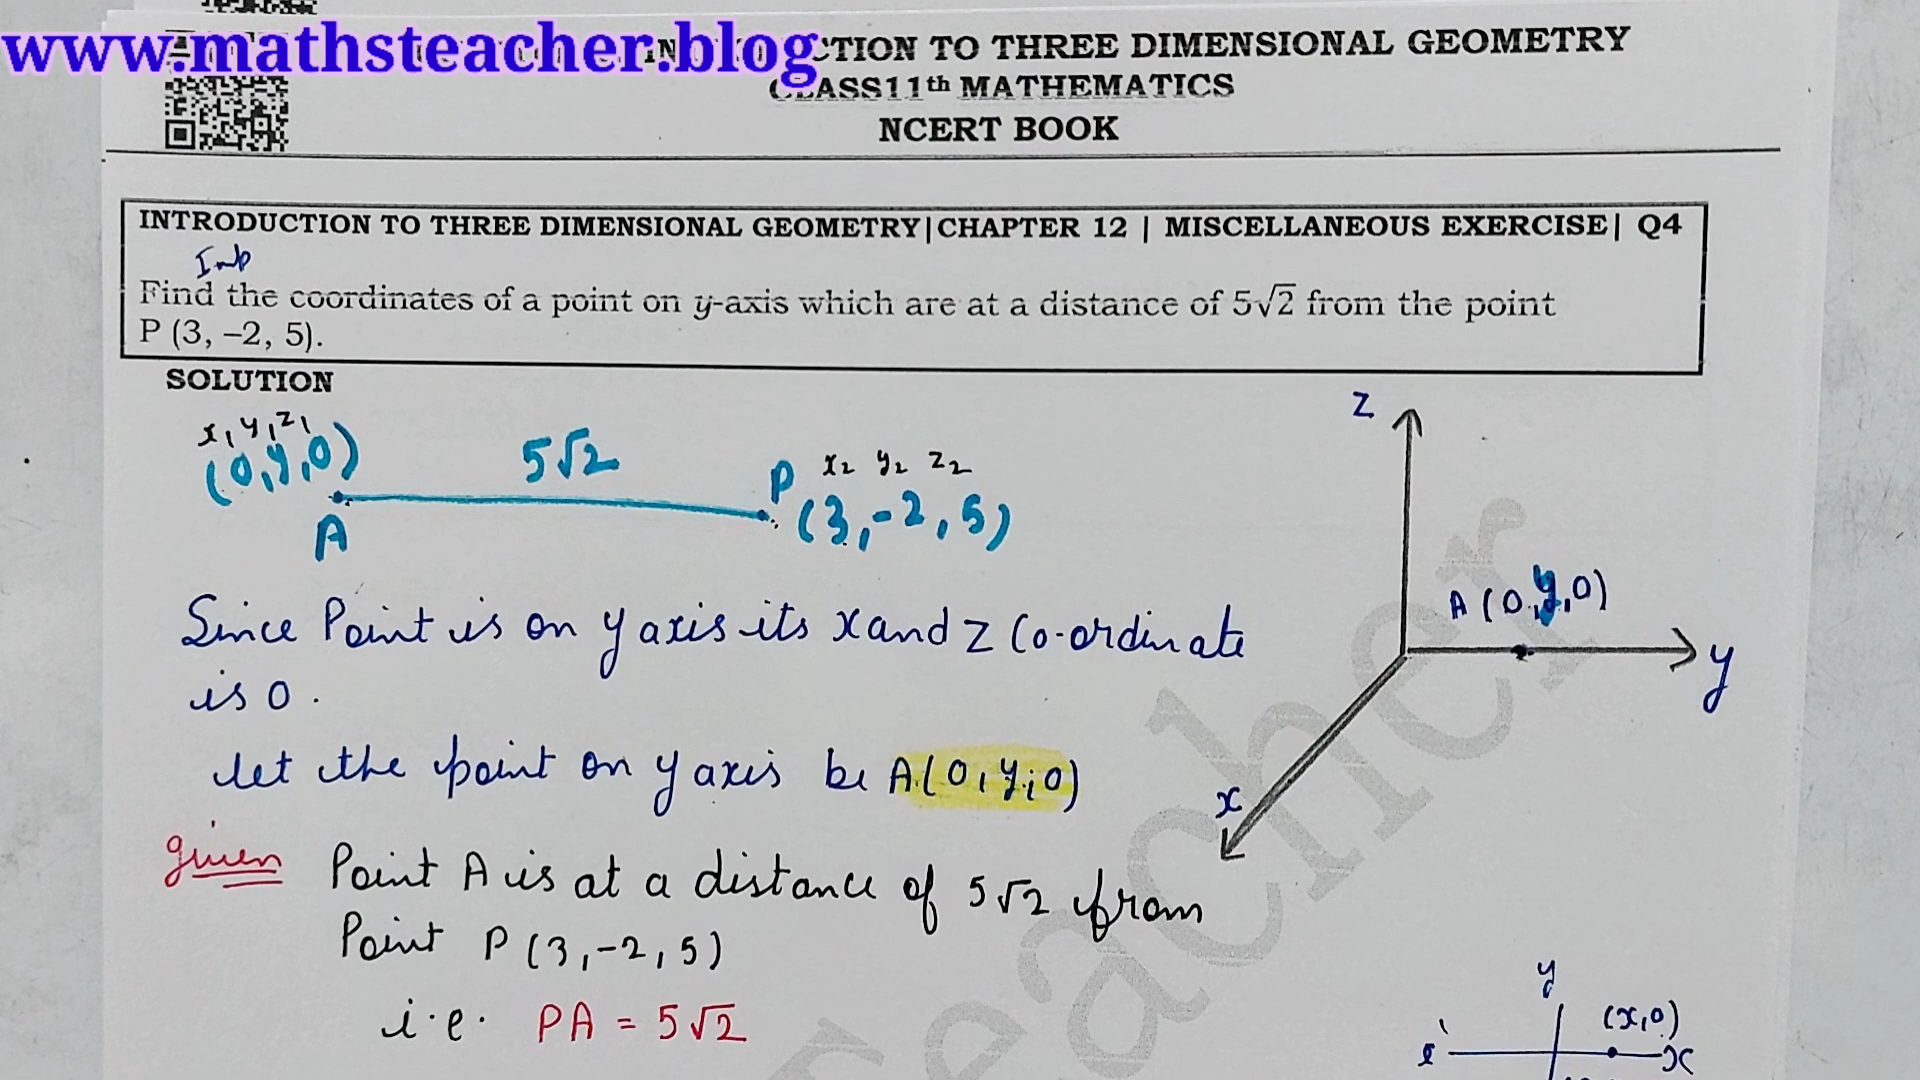 www.mathsteacher.blog
CTION TO THREE DIMENSIONAL GEOMETRY
CLASS11th MATHEMATICS
NCERT BOOK
INTRODUCTION TO THREE DIMENSIONAL GEOMETRY|CHAPTER 12 | MISCELLANEOUS EXERCISE| Q4
Imp
Find the coordinates of a point on y-axis which are at a distance of 5√2 from the point
P (3, –2, 5).
SOLUTION
x₁ y₁ z₁
(0,y,0)
5√2
P x₂ y₂ z₂
(3,-2,5)
A
Z
A(0,y,0)
y
x
Since Point is on y axis its x and z Co-ordinate
is 0.
let the point on y axis be A(0,y,0)
given Point A is at a distance of 5√2 from
Point P(3,-2,5)
i.e. PA = 5√2
y
(x,0)
x